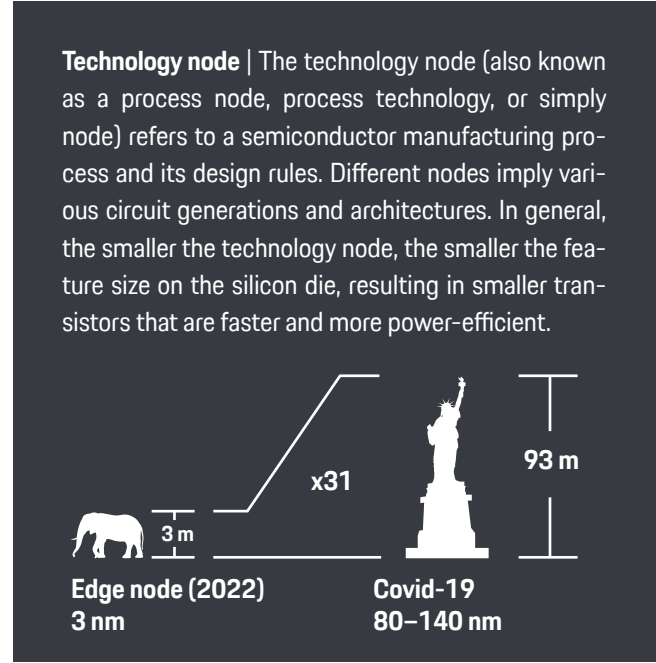 Technology node | The technology node (also known
as a process node, process technology, or simply
node) refers to a semiconductor manufacturing pro-
cess and its design rules. Different nodes imply vari-
ous circuit generations and architectures. In general,
the smaller the technology node, the smaller the fea-
ture size on the silicon die, resulting in smaller tran-
sistors that are faster and more power-efficient.
x31
93 m
3 m
Edge node (2022)
3 nm
Covid-19
80–140 nm